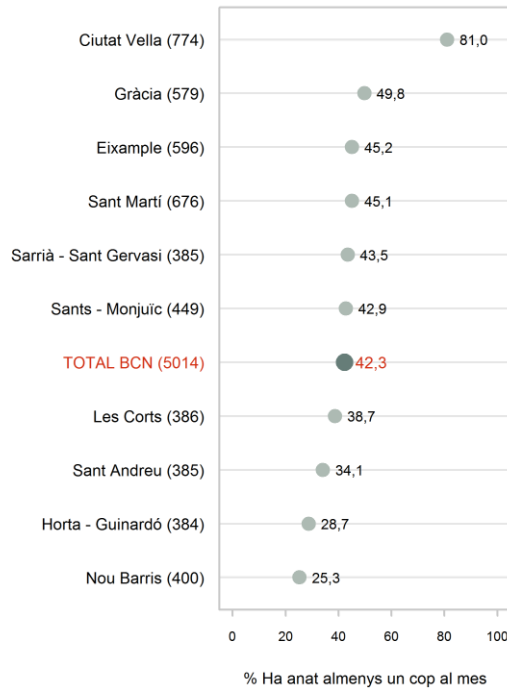 Ciutat Vella (774) 81,0
Gràcia (579) 49,8
Eixample (596) 45,2
Sant Martí (676) 45,1
Sarrià - Sant Gervasi (385) 43,5
Sants - Monjuïc (449) 42,9
TOTAL BCN (5014) 42,3
Les Corts (386) 38,7
Sant Andreu (385) 34,1
Horta - Guinardó (384) 28,7
Nou Barris (400) 25,3
0 20 40 60 80 100
% Ha anat almenys un cop al mes